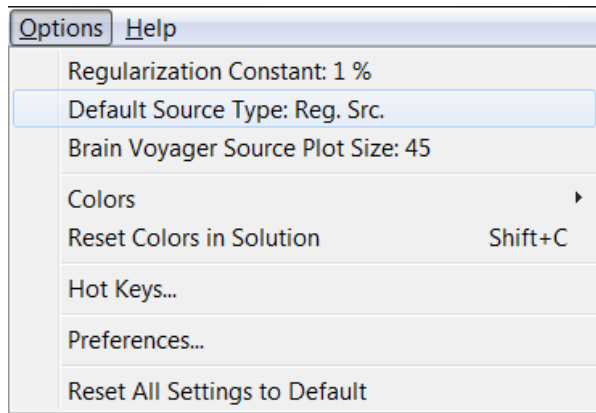 Options Help
Regularization Constant: 1 %
Default Source Type: Reg. Src.
Brain Voyager Source Plot Size: 45
Colors
Reset Colors in Solution Shift+C
Hot Keys...
Preferences...
Reset All Settings to Default